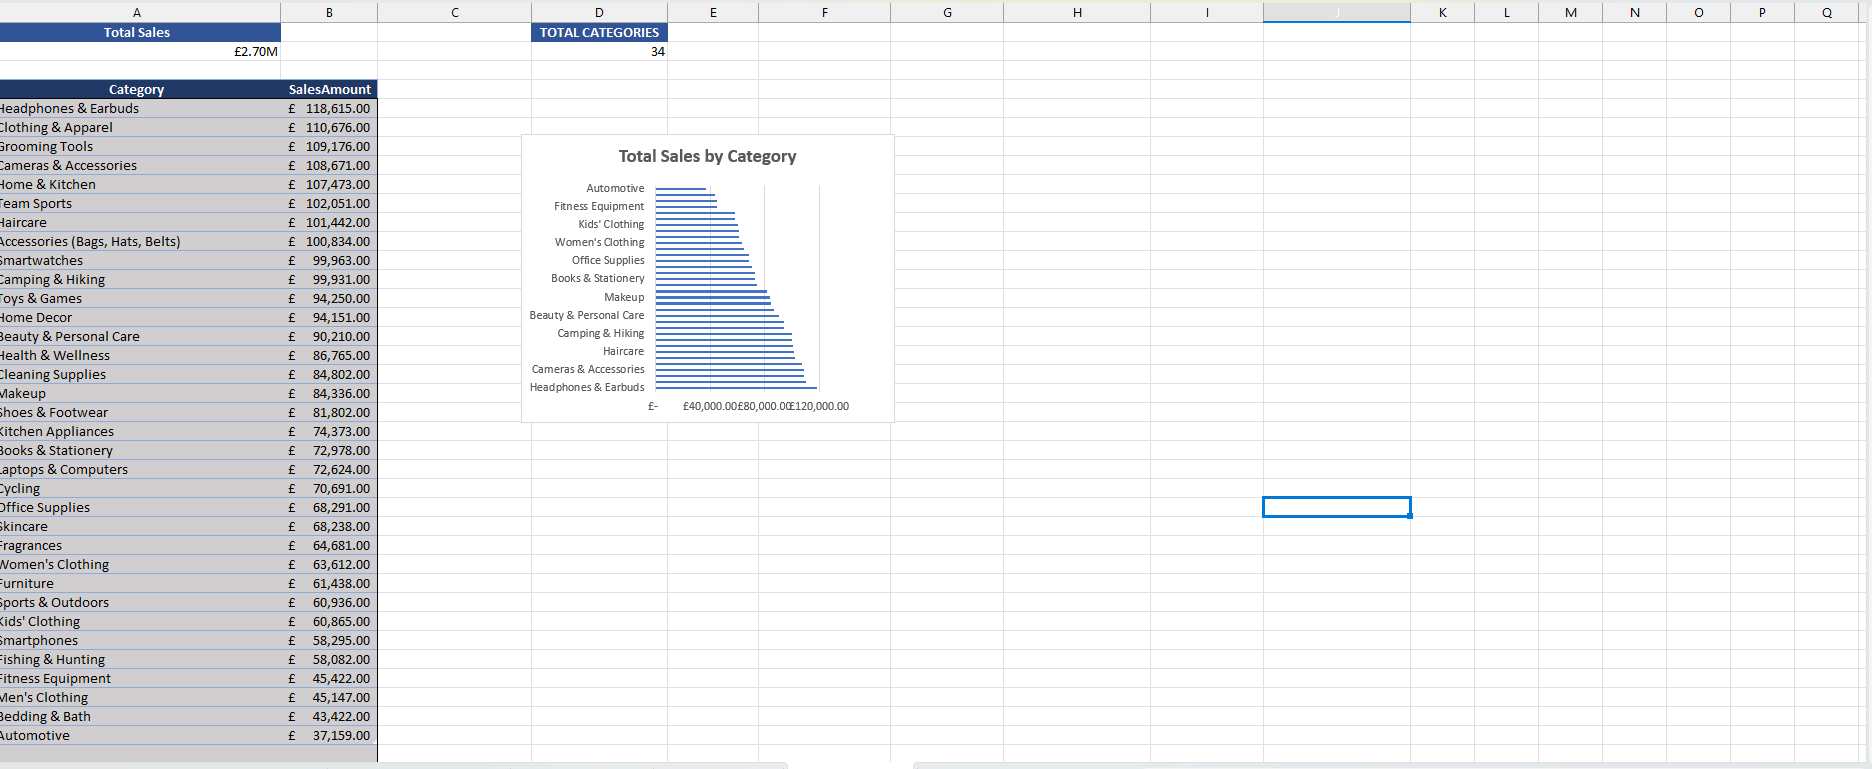 A B C D E F G H I J K L M N O P Q
Total Sales TOTAL CATEGORIES
£2.70M 34
Category SalesAmount
Headphones & Earbuds £ 118,615.00
Clothing & Apparel £ 110,676.00
Grooming Tools £ 109,176.00
Cameras & Accessories £ 108,671.00
Home & Kitchen £ 107,473.00
Team Sports £ 102,051.00
Haircare £ 101,442.00
Accessories (Bags, Hats, Belts) £ 100,834.00
Smartwatches £ 99,963.00
Camping & Hiking £ 99,931.00
Toys & Games £ 94,250.00
Home Decor £ 94,151.00
Beauty & Personal Care £ 90,210.00
Health & Wellness £ 86,765.00
Cleaning Supplies £ 84,802.00
Makeup £ 84,336.00
Shoes & Footwear £ 81,802.00
Kitchen Appliances £ 74,373.00
Books & Stationery £ 72,978.00
Laptops & Computers £ 72,624.00
Cycling £ 70,691.00
Office Supplies £ 68,291.00
Skincare £ 68,238.00
Fragrances £ 64,681.00
Women's Clothing £ 63,612.00
Furniture £ 61,438.00
Sports & Outdoors £ 60,936.00
Kids' Clothing £ 60,865.00
Smartphones £ 58,295.00
Fishing & Hunting £ 58,082.00
Fitness Equipment £ 45,422.00
Men's Clothing £ 45,147.00
Bedding & Bath £ 43,422.00
Automotive £ 37,159.00
Total Sales by Category
Automotive
Fitness Equipment
Kids' Clothing
Women's Clothing
Office Supplies
Books & Stationery
Makeup
Beauty & Personal Care
Camping & Hiking
Haircare
Cameras & Accessories
Headphones & Earbuds
£- £40,000.00 £80,000.00 £120,000.00